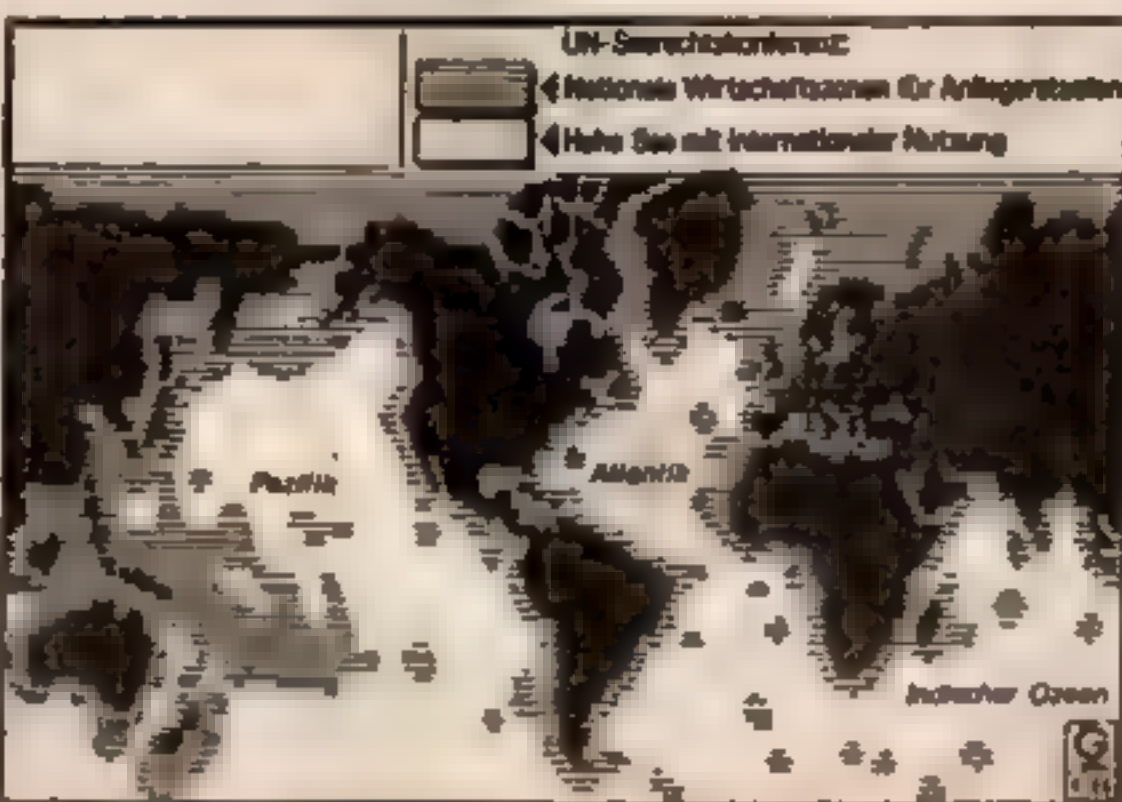 UN-Seerechtskonferenz:
Nationale Wirtschaftszonen für Anliegerstaaten
Hohe See mit internationaler Nutzung
Pazifik
Atlantik
Indischer Ozean